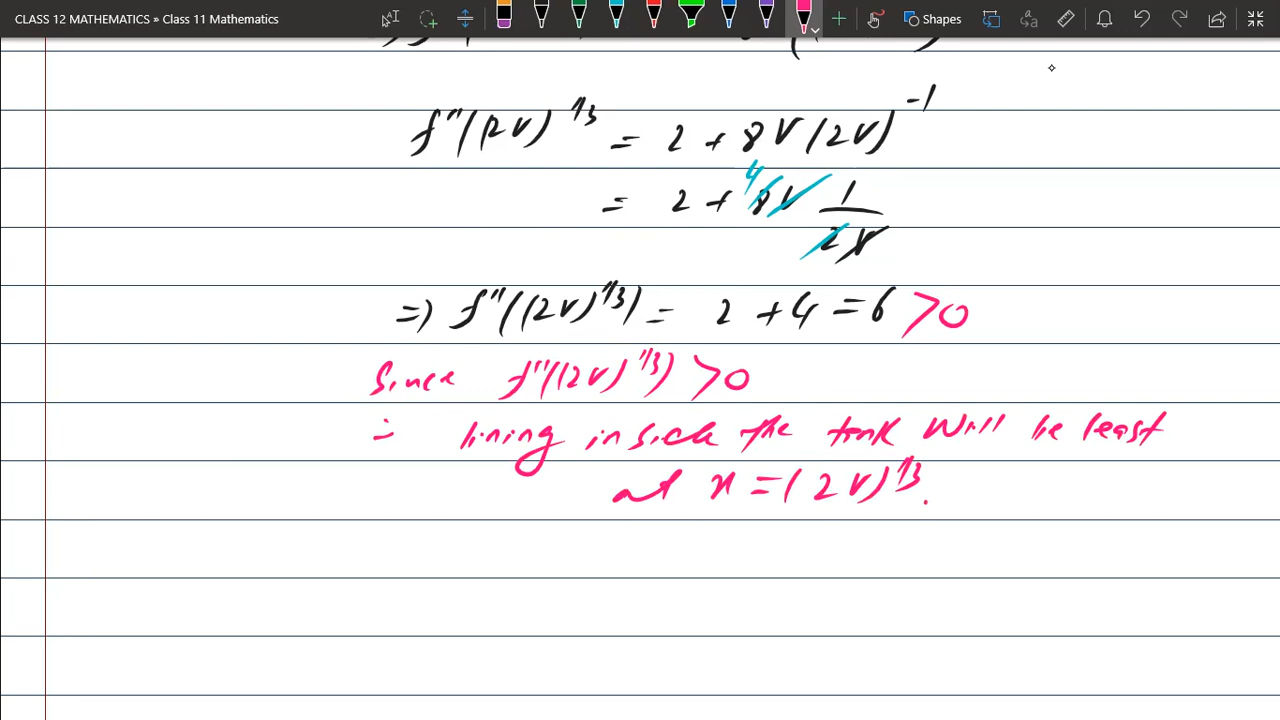 CLASS 12 MATHEMATICS » Class 11 Mathematics
Shapes
f''(2V)^{1/3} = 2 + 8V(2V)^{-1}
= 2 + 8V 1/2V
4
=> f''((2V)^{1/3}) = 2 + 4 = 6 >0
Since f''((2V)^{1/3}) >0
lining inside the tank will be least
at x = (2V)^{1/3}.